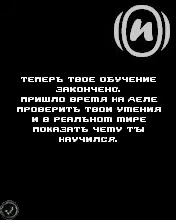 n
ТЕПЕРЬ ТВОЕ ОБУЧЕНИЕ
ЗАКОНЧЕНО.
ПРИШЛО ВРЕМЯ НА ДЕЛЕ
ПРОВЕРИТЬ ТВОИ УМЕНИЯ
И В РЕАЛЬНОМ МИРЕ
ПОКАЗАТЬ ЧЕМУ ТЫ
НАУЧИЛСЯ.